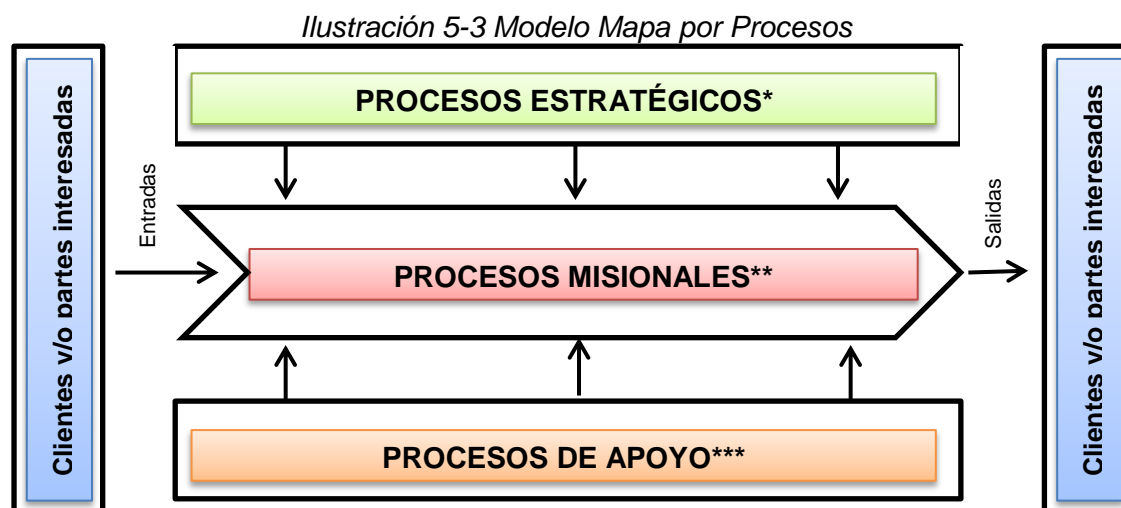 Ilustración 5-3 Modelo Mapa por Procesos
Clientes y/o partes interesadas
PROCESOS ESTRATÉGICOS*
Entradas
PROCESOS MISIONALES**
Salidas
PROCESOS DE APOYO***
Clientes y/o partes interesadas